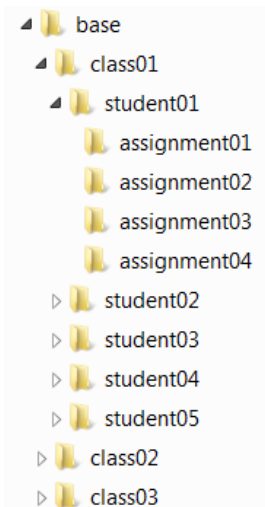 base
class01
student01
assignment01
assignment02
assignment03
assignment04
student02
student03
student04
student05
class02
class03